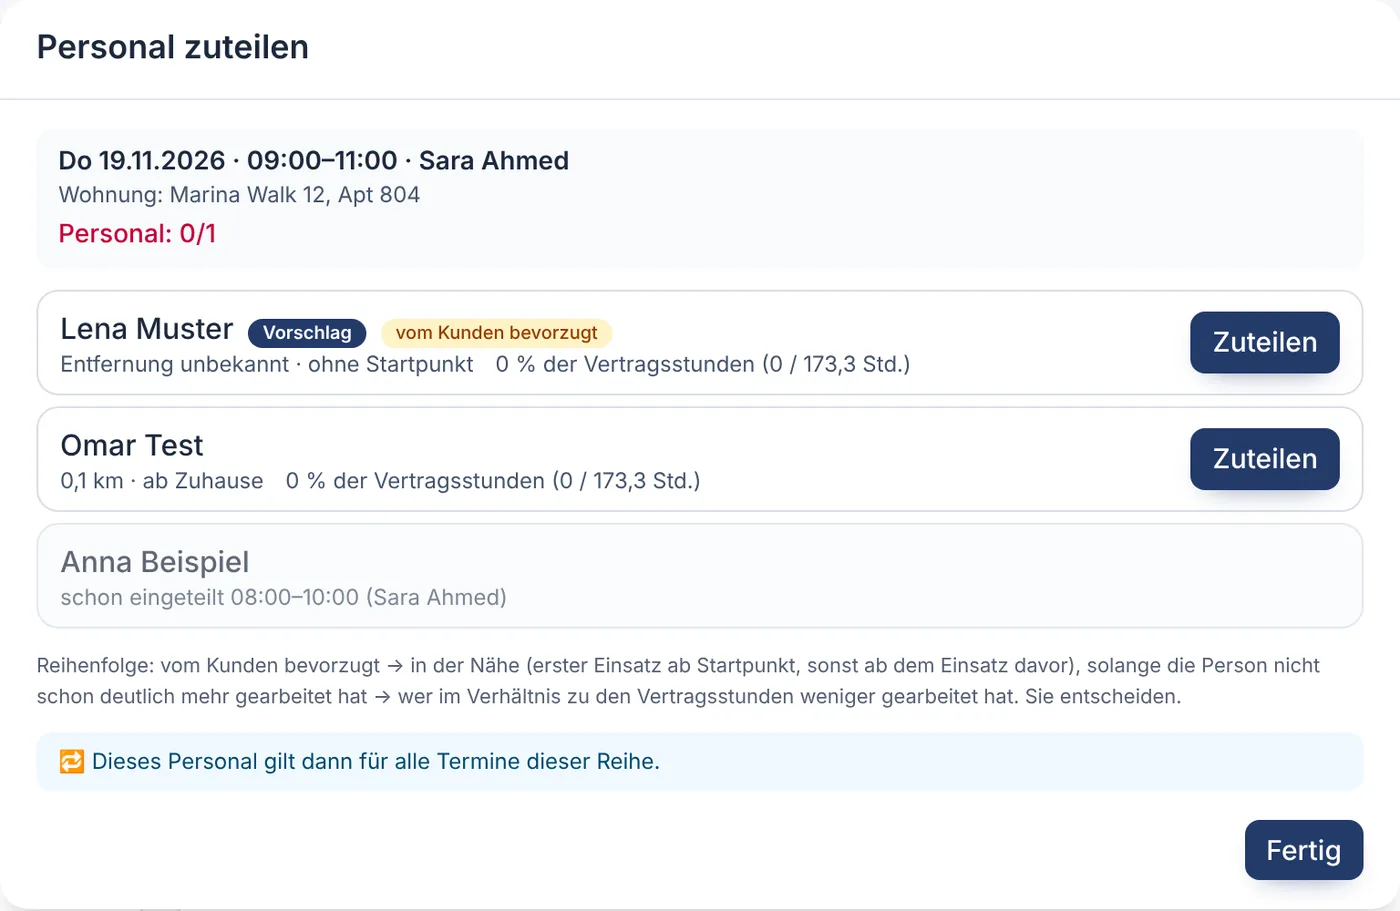 Personal zuteilen
Do 19.11.2026 · 09:00–11:00 · Sara Ahmed
Wohnung: Marina Walk 12, Apt 804
Personal: 0/1
Lena Muster Vorschlag vom Kunden bevorzugt
Entfernung unbekannt · ohne Startpunkt 0 % der Vertragsstunden (0 / 173,3 Std.)
Zuteilen
Omar Test
0,1 km · ab Zuhause 0 % der Vertragsstunden (0 / 173,3 Std.)
Zuteilen
Anna Beispiel
schon eingeteilt 08:00–10:00 (Sara Ahmed)
Reihenfolge: vom Kunden bevorzugt → in der Nähe (erster Einsatz ab Startpunkt, sonst ab dem Einsatz davor), solange die Person nicht
schon deutlich mehr gearbeitet hat → wer im Verhältnis zu den Vertragsstunden weniger gearbeitet hat. Sie entscheiden.
🔁 Dieses Personal gilt dann für alle Termine dieser Reihe.
Fertig